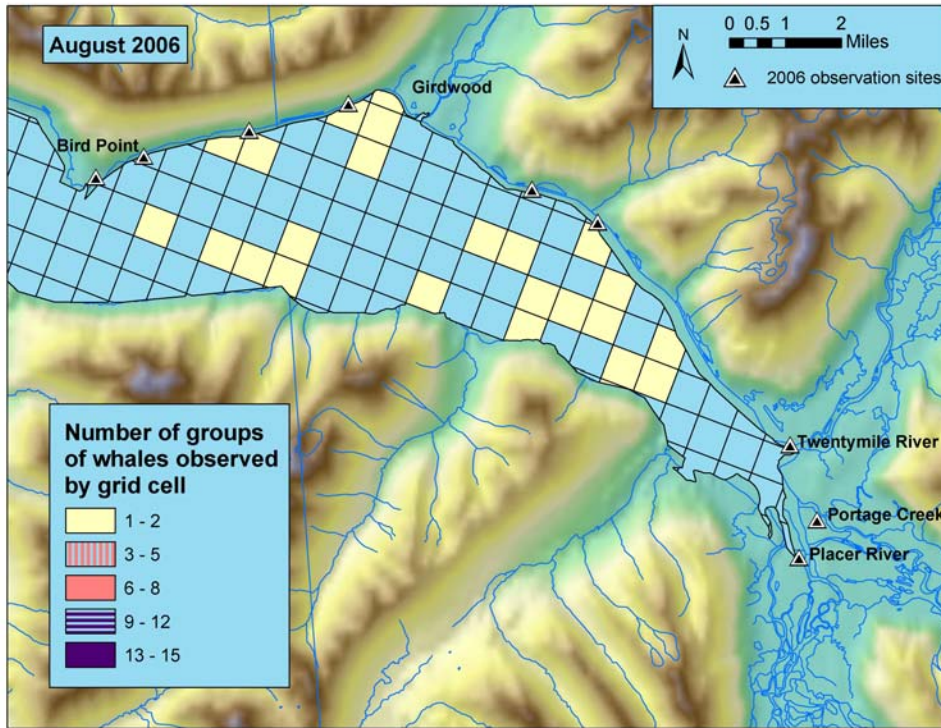 August 2006
0 0.5 1 2
Miles
N
2006 observation sites
Girdwood
Bird Point
Twentymile River
Portage Creek
Placer River
Number of groups
of whales observed
by grid cell
1 - 2
3 - 5
6 - 8
9 - 12
13 - 15